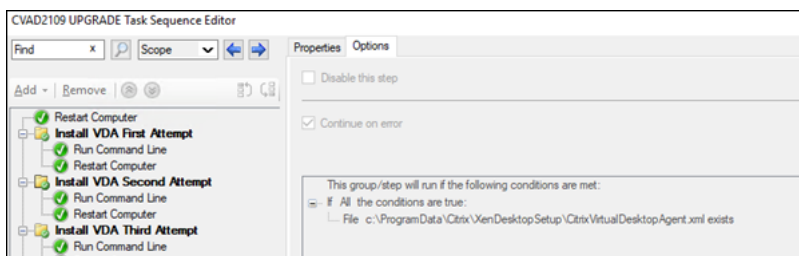 CVAD2109 UPGRADE Task Sequence Editor
Find x Scope
Properties Options
Add Remove
Disable this step
Continue on error
Restart Computer
Install VDA First Attempt
Run Command Line
Restart Computer
Install VDA Second Attempt
Run Command Line
Restart Computer
Install VDA Third Attempt
Run Command Line
This group/step will run if the following conditions are met:
If All the conditions are true:
File c:\ProgramData\Citrix\XenDesktopSetup\CitrixVirtualDesktopAgent.xml exists